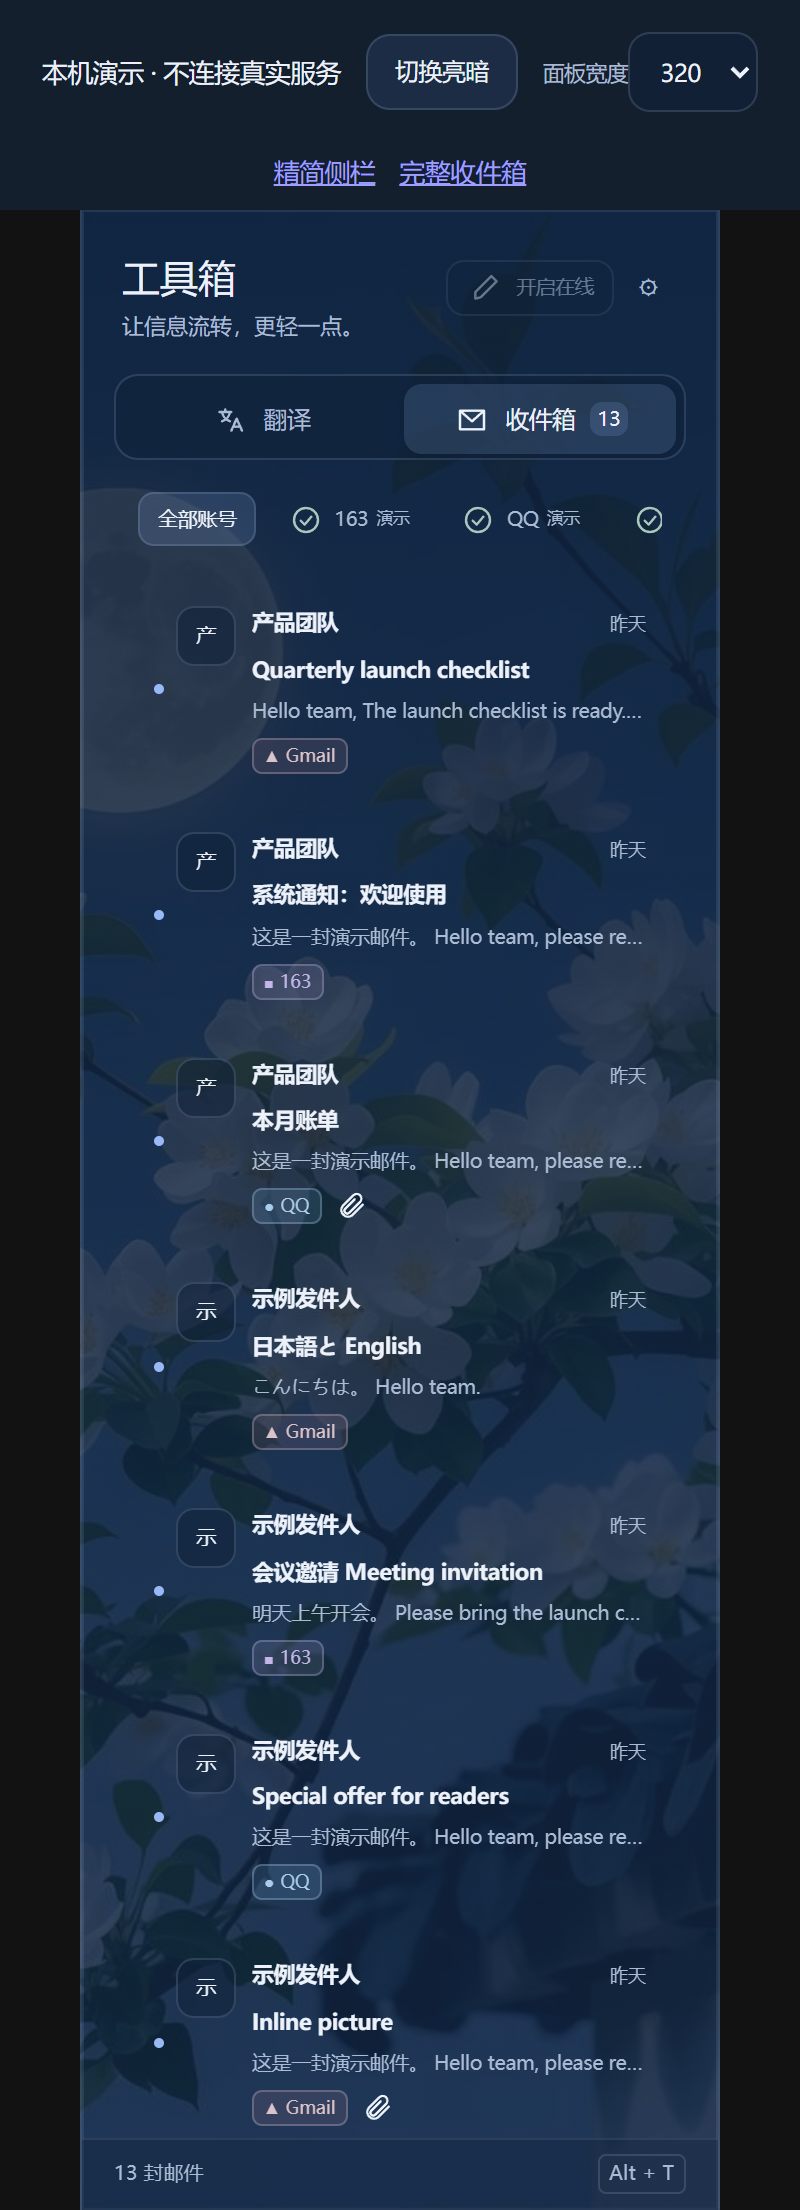 本机演示 · 不连接真实服务 切换亮暗 面板宽度 320
精简侧栏 完整收件箱
工具箱 开启在线
让信息流转，更轻一点。
翻译 收件箱 13
全部账号 163 演示 QQ 演示
产 产品团队 昨天
Quarterly launch checklist
Hello team, The launch checklist is ready....
Gmail
产 产品团队 昨天
系统通知：欢迎使用
这是一封演示邮件。 Hello team, please re...
163
产 产品团队 昨天
本月账单
这是一封演示邮件。 Hello team, please re...
QQ
示 示例发件人 昨天
日本語と English
こんにちは。 Hello team.
Gmail
示 示例发件人 昨天
会议邀请 Meeting invitation
明天上午开会。 Please bring the launch c...
163
示 示例发件人 昨天
Special offer for readers
这是一封演示邮件。 Hello team, please re...
QQ
示 示例发件人 昨天
Inline picture
这是一封演示邮件。 Hello team, please re...
Gmail
13 封邮件 Alt + T